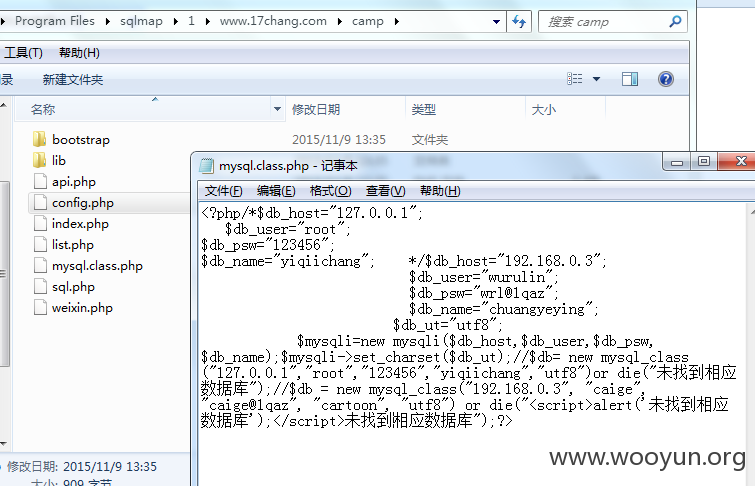 Program Files ▸ sqlmap ▸ 1 ▸ www.17chang.com ▸ camp ▸
搜索 camp
工具(T) 帮助(H)
录 新建文件夹
名称 修改日期 类型 大小
bootstrap 2015/11/9 13:35 文件夹
lib
api.php
config.php
index.php
list.php
mysql.class.php
sql.php
weixin.php
mysql.class.php - 记事本
文件(F) 编辑(E) 格式(O) 查看(V) 帮助(H)
<?php/*$db_host="127.0.0.1";
$db_user="root";
$db_psw="123456";
$db_name="yiqiichang"; */$db_host="192.168.0.3";
$db_user="wurulin";
$db_psw="wrl@1qaz";
$db_name="chuangyeying";
$db_ut="utf8";
$mysqli=new mysqli($db_host,$db_user,$db_psw,
$db_name);$mysqli->set_charset($db_ut);//$db= new mysql_class
("127.0.0.1","root","123456","yiqiichang","utf8")or die("未找到相应
数据库");//$db = new mysql_class("192.168.0.3", "caige",
"caige@1qaz", "cartoon", "utf8") or die("<script>alert('未找到相应
数据库');</script>未找到相应数据库");?>
修改日期: 2015/11/9 13:35
大小: 909 字节
www.wooyun.org